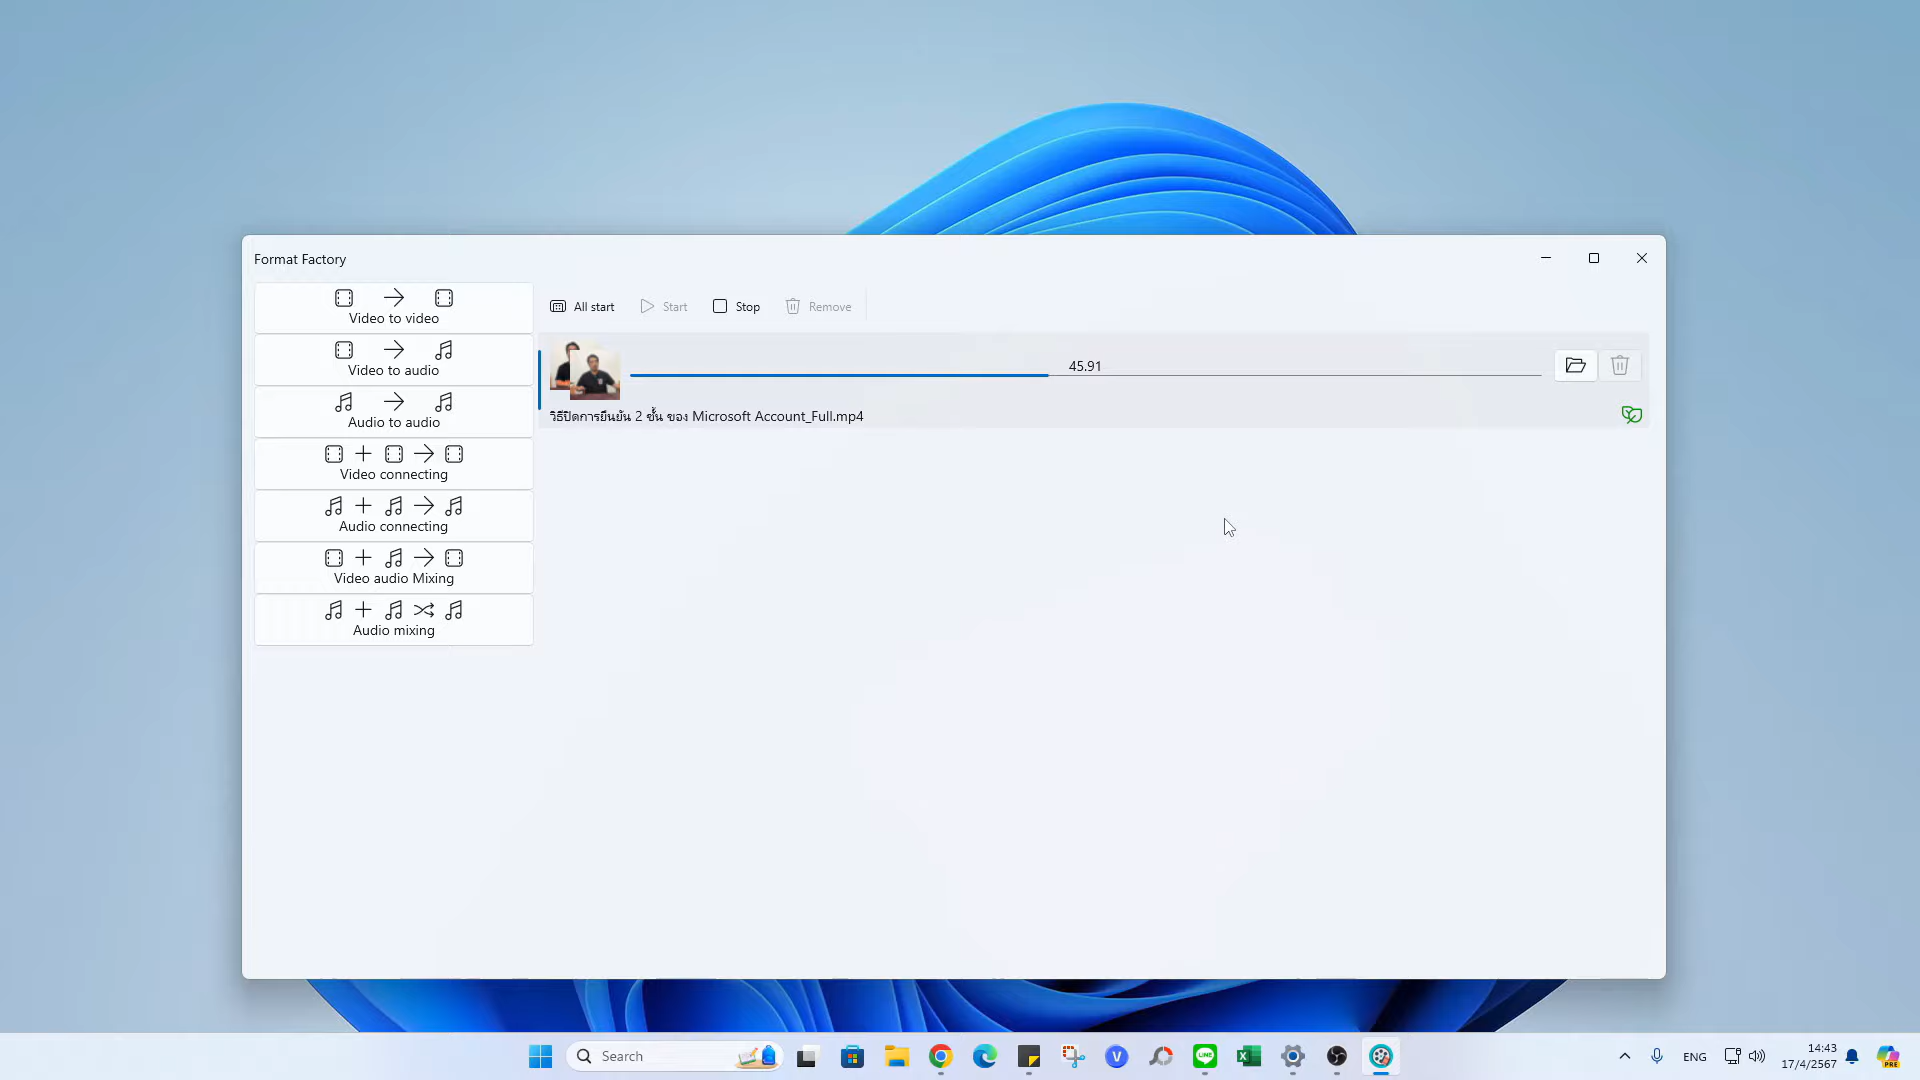 Format Factory
Video to video
Video to audio
Audio to audio
Video connecting
Audio connecting
Video audio Mixing
Audio mixing
All start
Start
Stop
Remove
45.91
วิธีปิดการยืนยัน 2 ชั้น ของ Microsoft Account_Full.mp4
Search
V
LINE
X
ENG
14:43
17/4/2567
PRE